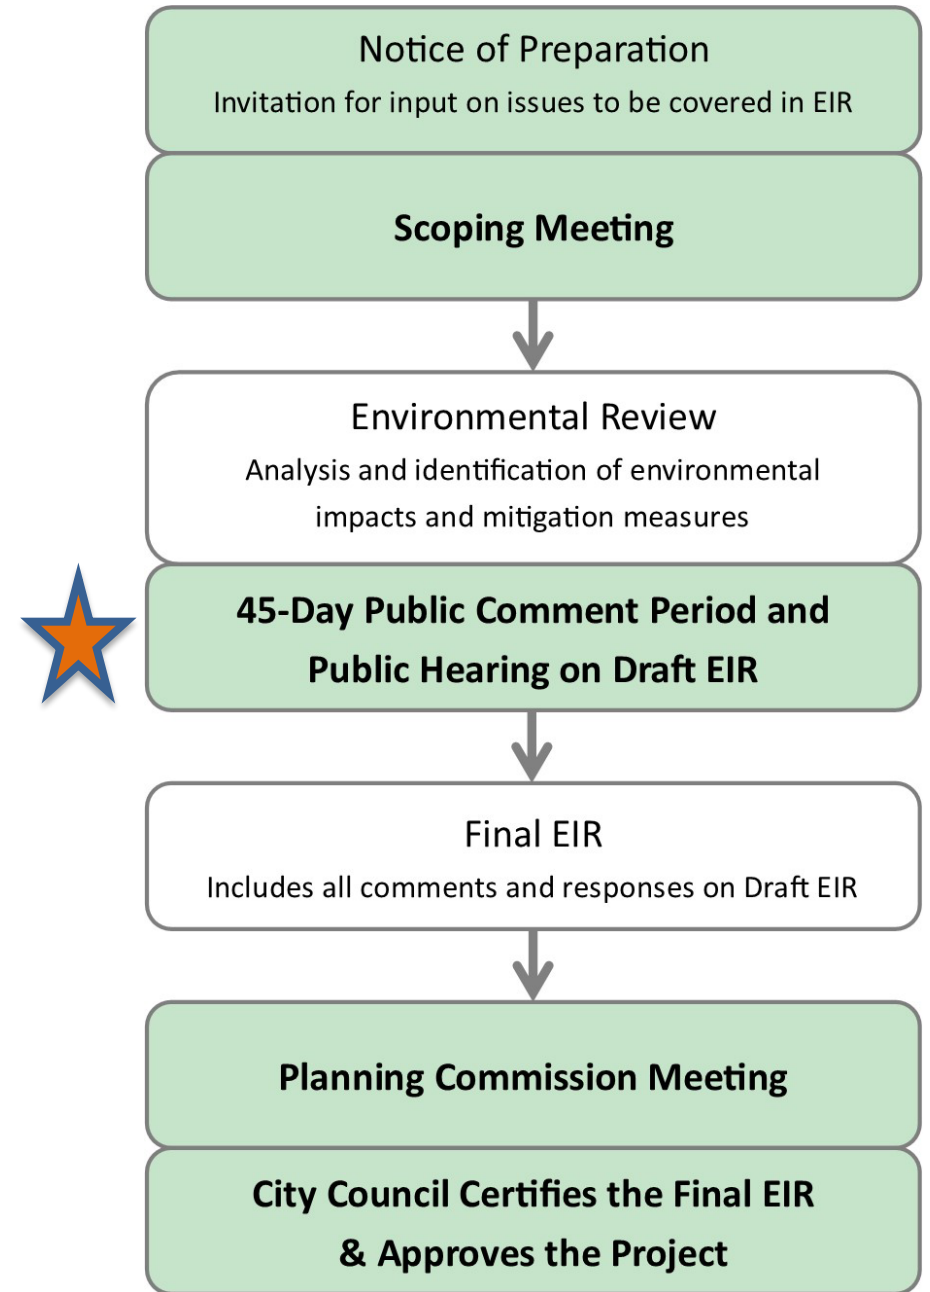 Notice of Preparation
Invitation for input on issues to be covered in EIR
Scoping Meeting
Environmental Review
Analysis and identification of environmental
impacts and mitigation measures
45-Day Public Comment Period and
Public Hearing on Draft EIR
Final EIR
Includes all comments and responses on Draft EIR
Planning Commission Meeting
City Council Certifies the Final EIR
& Approves the Project